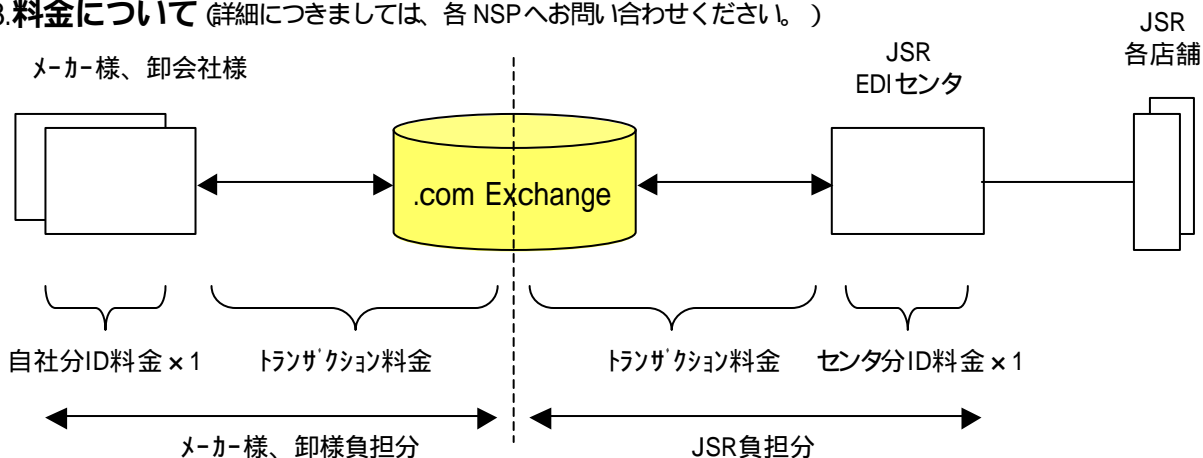 3.料金について (詳細につきましては、各 NSPへお問い合わせください。 )
JSR
各店舗
メーカー様、卸会社様
JSR
EDIセンタ
.com Exchange
自社分ID料金×1
トランザクション料金
トランザクション料金
センタ分ID料金×1
メーカー様、卸様負担分
JSR負担分